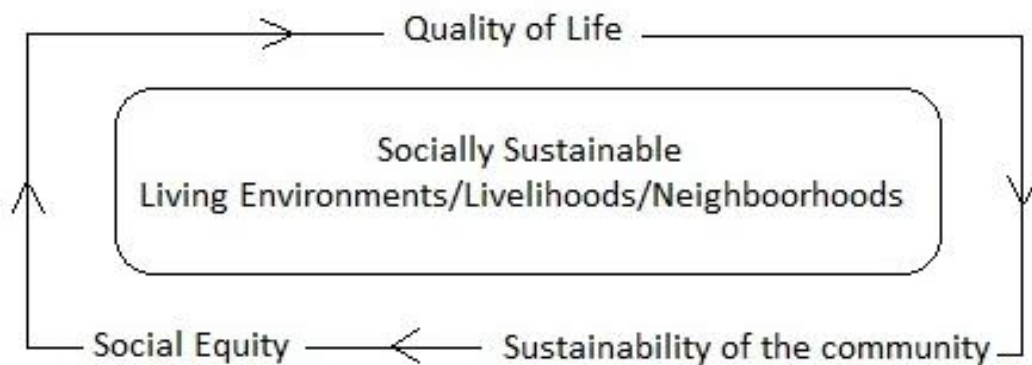 Quality of Life
Socially Sustainable
Living Environments/Livelihoods/Neighboorhoods
Social Equity
Sustainability of the community